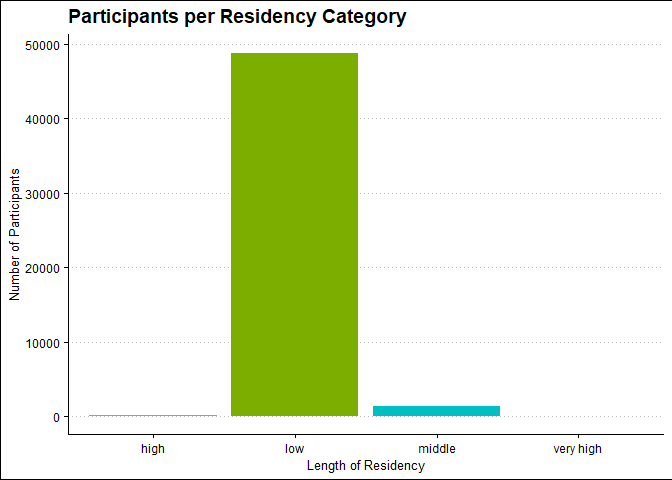 Participants per Residency Category
Number of Participants
50000
40000
30000
20000
10000
0
high low middle very high
Length of Residency